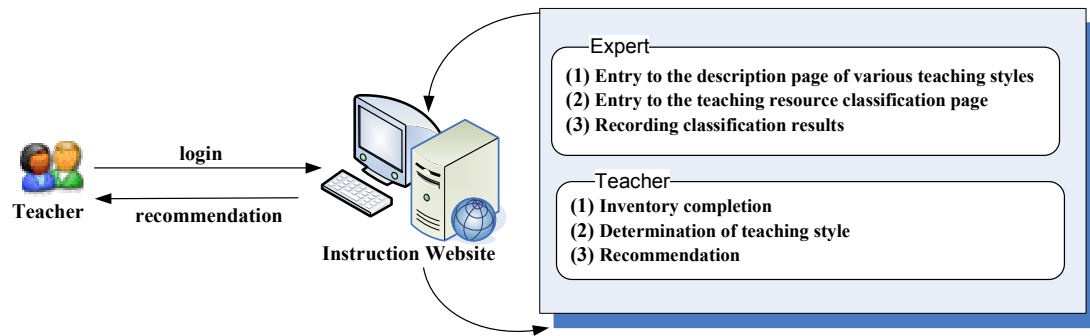 login
Teacher
recommendation
Instruction Website
Expert
(1) Entry to the description page of various teaching styles
(2) Entry to the teaching resource classification page
(3) Recording classification results
Teacher
(1) Inventory completion
(2) Determination of teaching style
(3) Recommendation